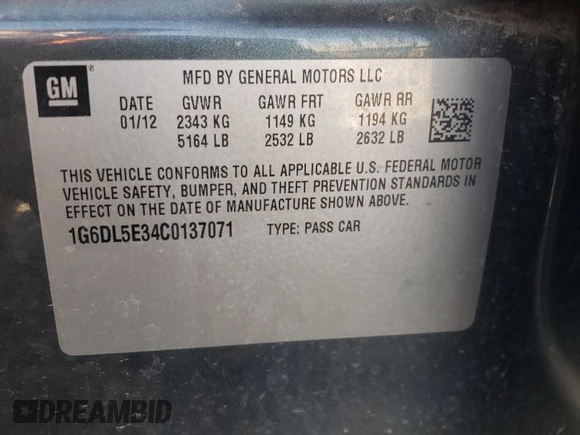 GM ®
MFD BY GENERAL MOTORS LLC
DATE GVWR GAWR FRT GAWR RR
01/12 2343 KG 1149 KG 1194 KG
5164 LB 2532 LB 2632 LB
THIS VEHICLE CONFORMS TO ALL APPLICABLE U.S. FEDERAL MOTOR
VEHICLE SAFETY, BUMPER, AND THEFT PREVENTION STANDARDS IN
EFFECT ON THE DATE OF MANUFACTURE SHOWN ABOVE.
1G6DL5E34C0137071 TYPE: PASS CAR
DREAMBID